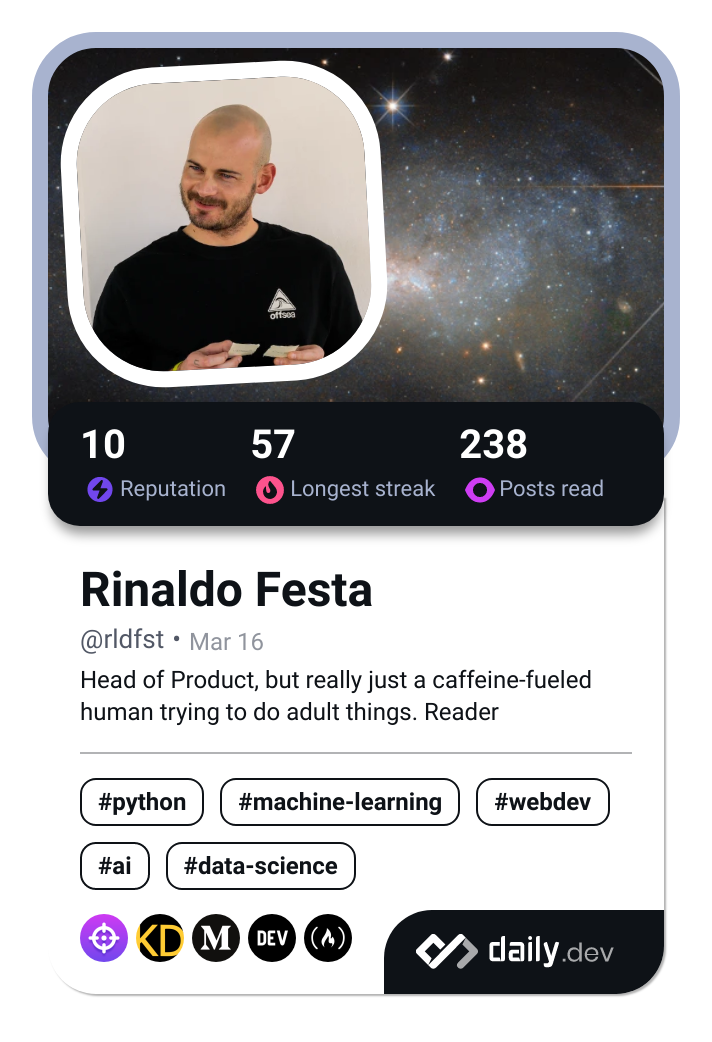 offsea
10 57 238
Reputation Longest streak Posts read
Rinaldo Festa
@rldfst • Mar 16
Head of Product, but really just a caffeine-fueled
human trying to do adult things. Reader
#python #machine-learning #webdev
#ai #data-science
KD M DEV
daily.dev